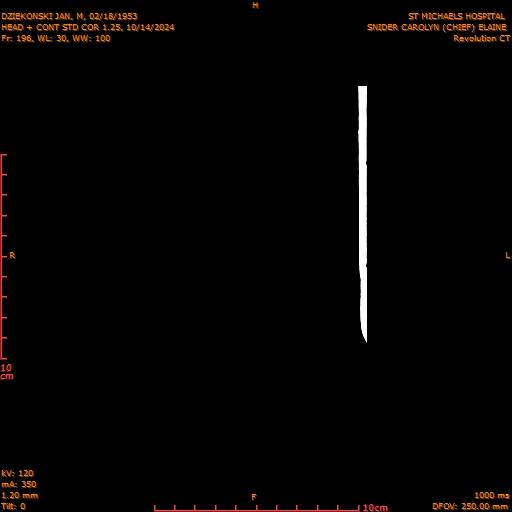 H
DZIEKONSKI JAN, M, 02/18/1953
HEAD + CONT STD COR 1.25, 10/14/2024
Fr: 196, WL: 30, WW: 100
ST MICHAELS HOSPITAL
SNIDER CAROLYN (CHIEF) ELAINE
Revolution CT
R
L
10
cm
kV: 120
mA: 350
1.20 mm
Tilt: 0
F
10cm
1000 ms
DFOV: 250.00 mm